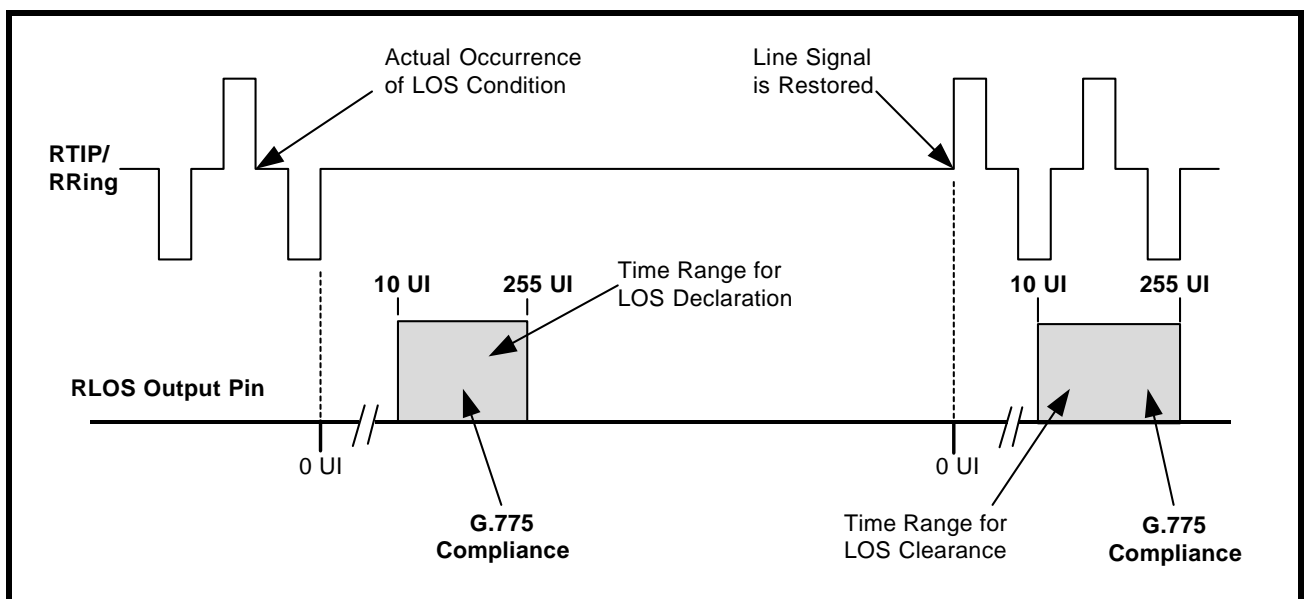 Actual Occurrence
of LOS Condition
Line Signal
is Restored
RTIP/
RRing
Time Range for
LOS Declaration
10 UI
255 UI
10 UI
255 UI
RLOS Output Pin
0 UI
0 UI
G.775
Compliance
Time Range for
LOS Clearance
G.775
Compliance